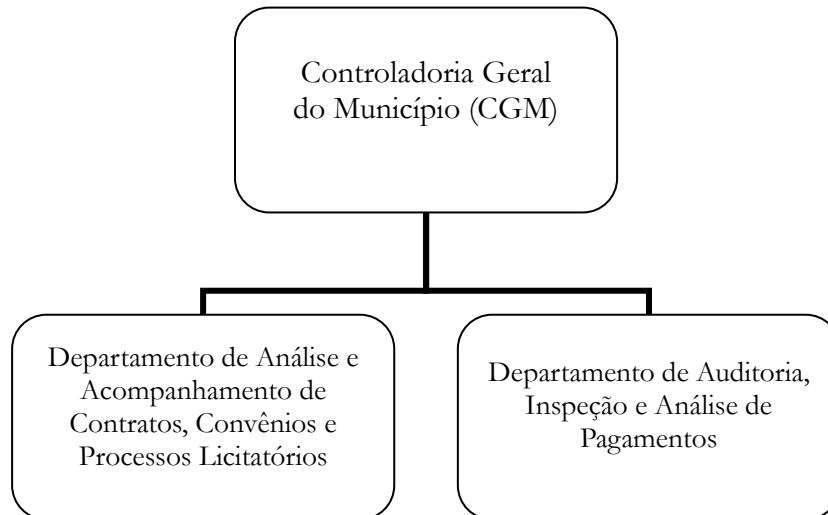 Controladoria Geral
do Município (CGM)
Departamento de Análise e
Acompanhamento de
Contratos, Convênios e
Processos Licitatórios
Departamento de Auditoria,
Inspeção e Análise de
Pagamentos